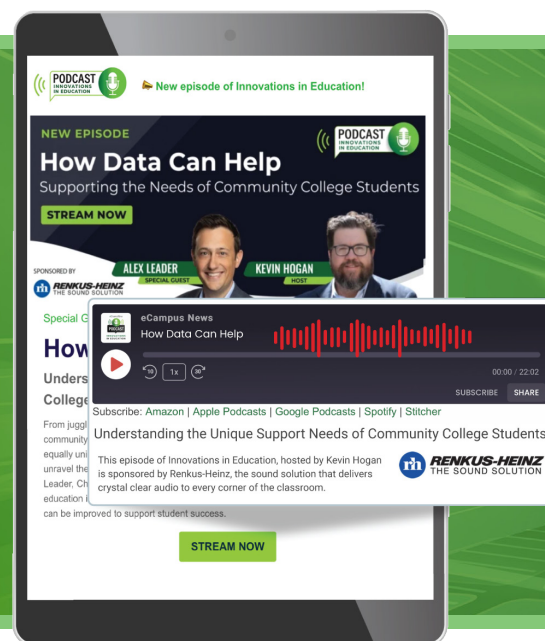 PODCAST
INNOVATIONS
IN EDUCATION
New episode of Innovations in Education!
NEW EPISODE
PODCAST
INNOVATIONS
IN EDUCATION
How Data Can Help
Supporting the Needs of Community College Students
STREAM NOW
SPONSORED BY
ALEX LEADER
SPECIAL GUEST
KEVIN HOGAN
HOST
rh RENKUS-HEINZ
THE SOUND SOLUTION
Special G
How
Unders
College
From juggl
community
equally uni
unravel the
Leader, Ch
education i
can be improved to support student success.
STREAM NOW
PODCAST
eCampus News
How Data Can Help
10 1x 30
00:00 / 22:02
SUBSCRIBE SHARE
Subscribe: Amazon | Apple Podcasts | Google Podcasts | Spotify | Stitcher
Understanding the Unique Support Needs of Community College Students
This episode of Innovations in Education, hosted by Kevin Hogan
is sponsored by Renkus-Heinz, the sound solution that delivers
crystal clear audio to every corner of the classroom.
rh RENKUS-HEINZ
THE SOUND SOLUTION